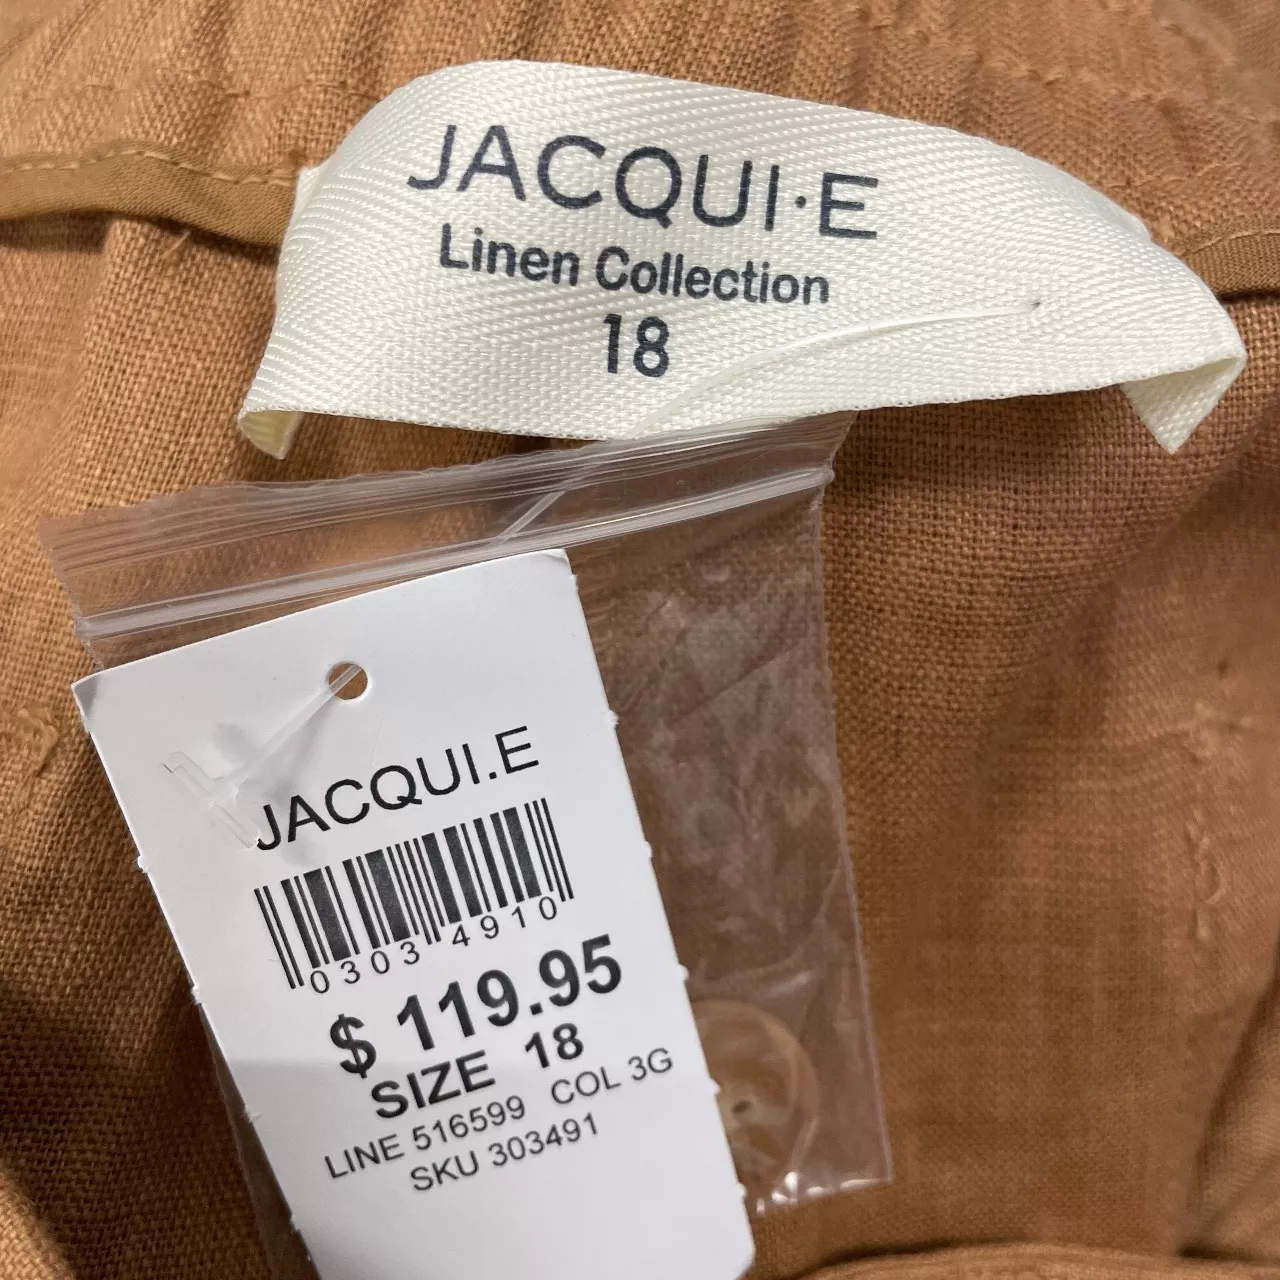 JACQUI·E
Linen Collection
18
JACQUI.E
0303 4910
$ 119.95
SIZE 18
LINE 516599 COL 3G
SKU 303491